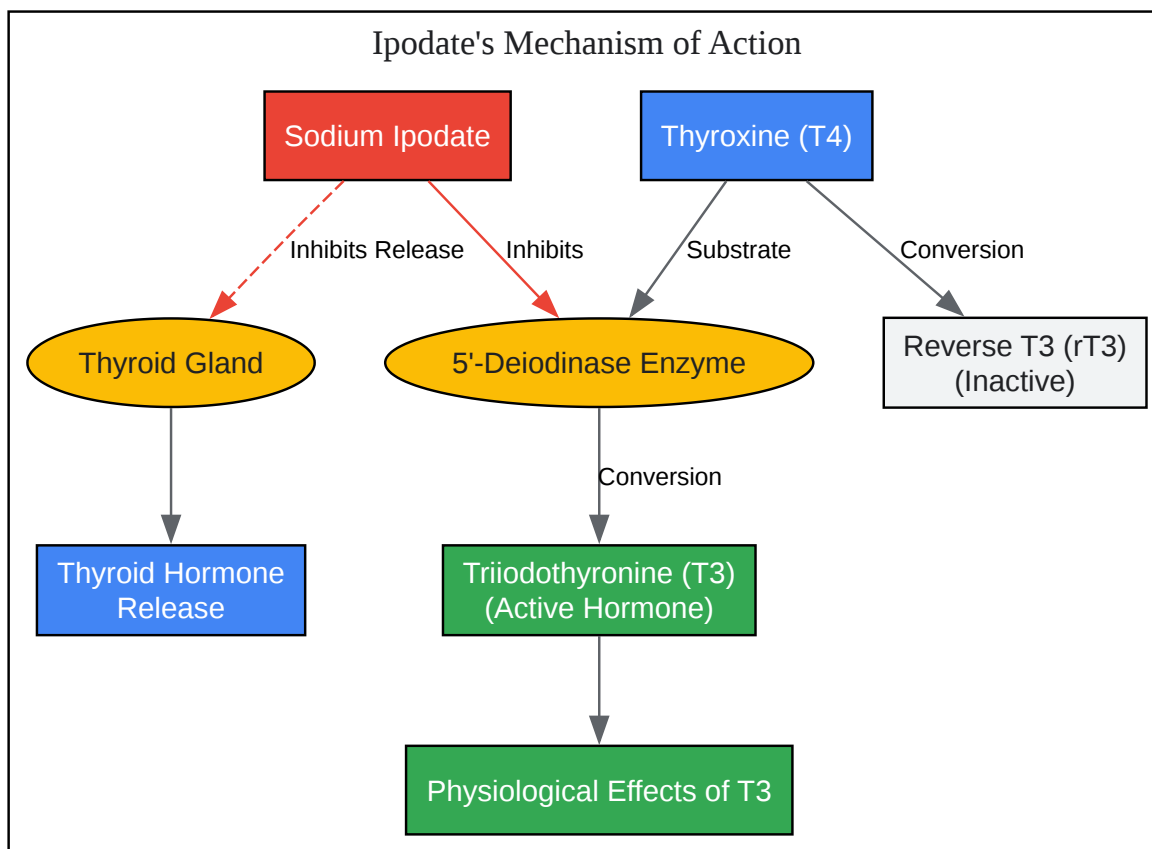 Ipodate's Mechanism of Action
Sodium Ipodate
Thyroxine (T4)
Inhibits Release
Inhibits
Substrate
Conversion
Thyroid Gland
5'-Deiodinase Enzyme
Reverse T3 (rT3)
(Inactive)
Conversion
Thyroid Hormone
Release
Triiodothyronine (T3)
(Active Hormone)
Physiological Effects of T3